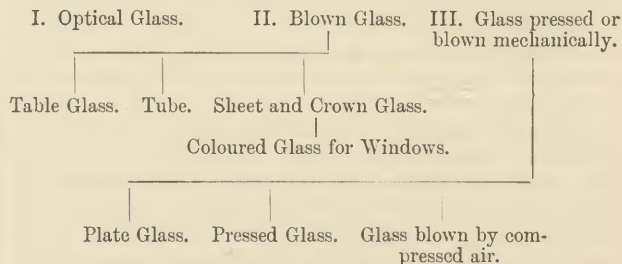 I. Optical Glass. II. Blown Glass. III. Glass pressed or
blown mechanically.
Table Glass. Tube. Sheet and Crown Glass.
Coloured Glass for Windows.
Plate Glass. Pressed Glass. Glass blown by com-
pressed air.